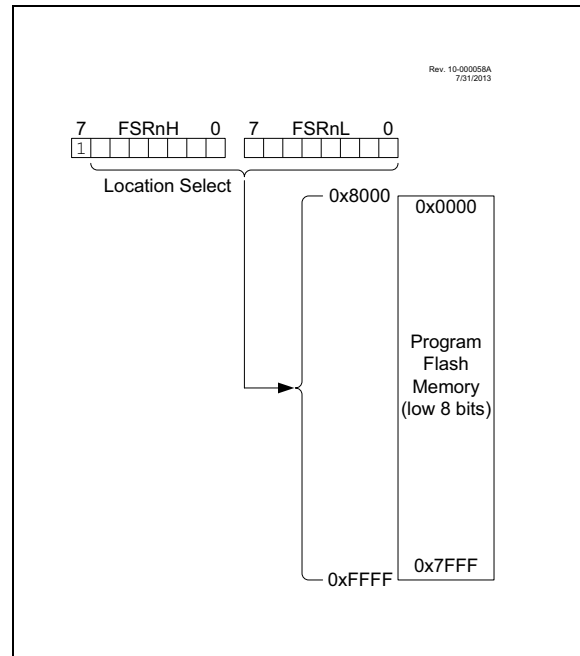 Rev. 10-000058A
7/31/2013
7 FSRnH 0 7 FSRnL 0
1
Location Select
0x8000
0x0000
Program
Flash
Memory
(low 8 bits)
0x7FFF
0xFFFF